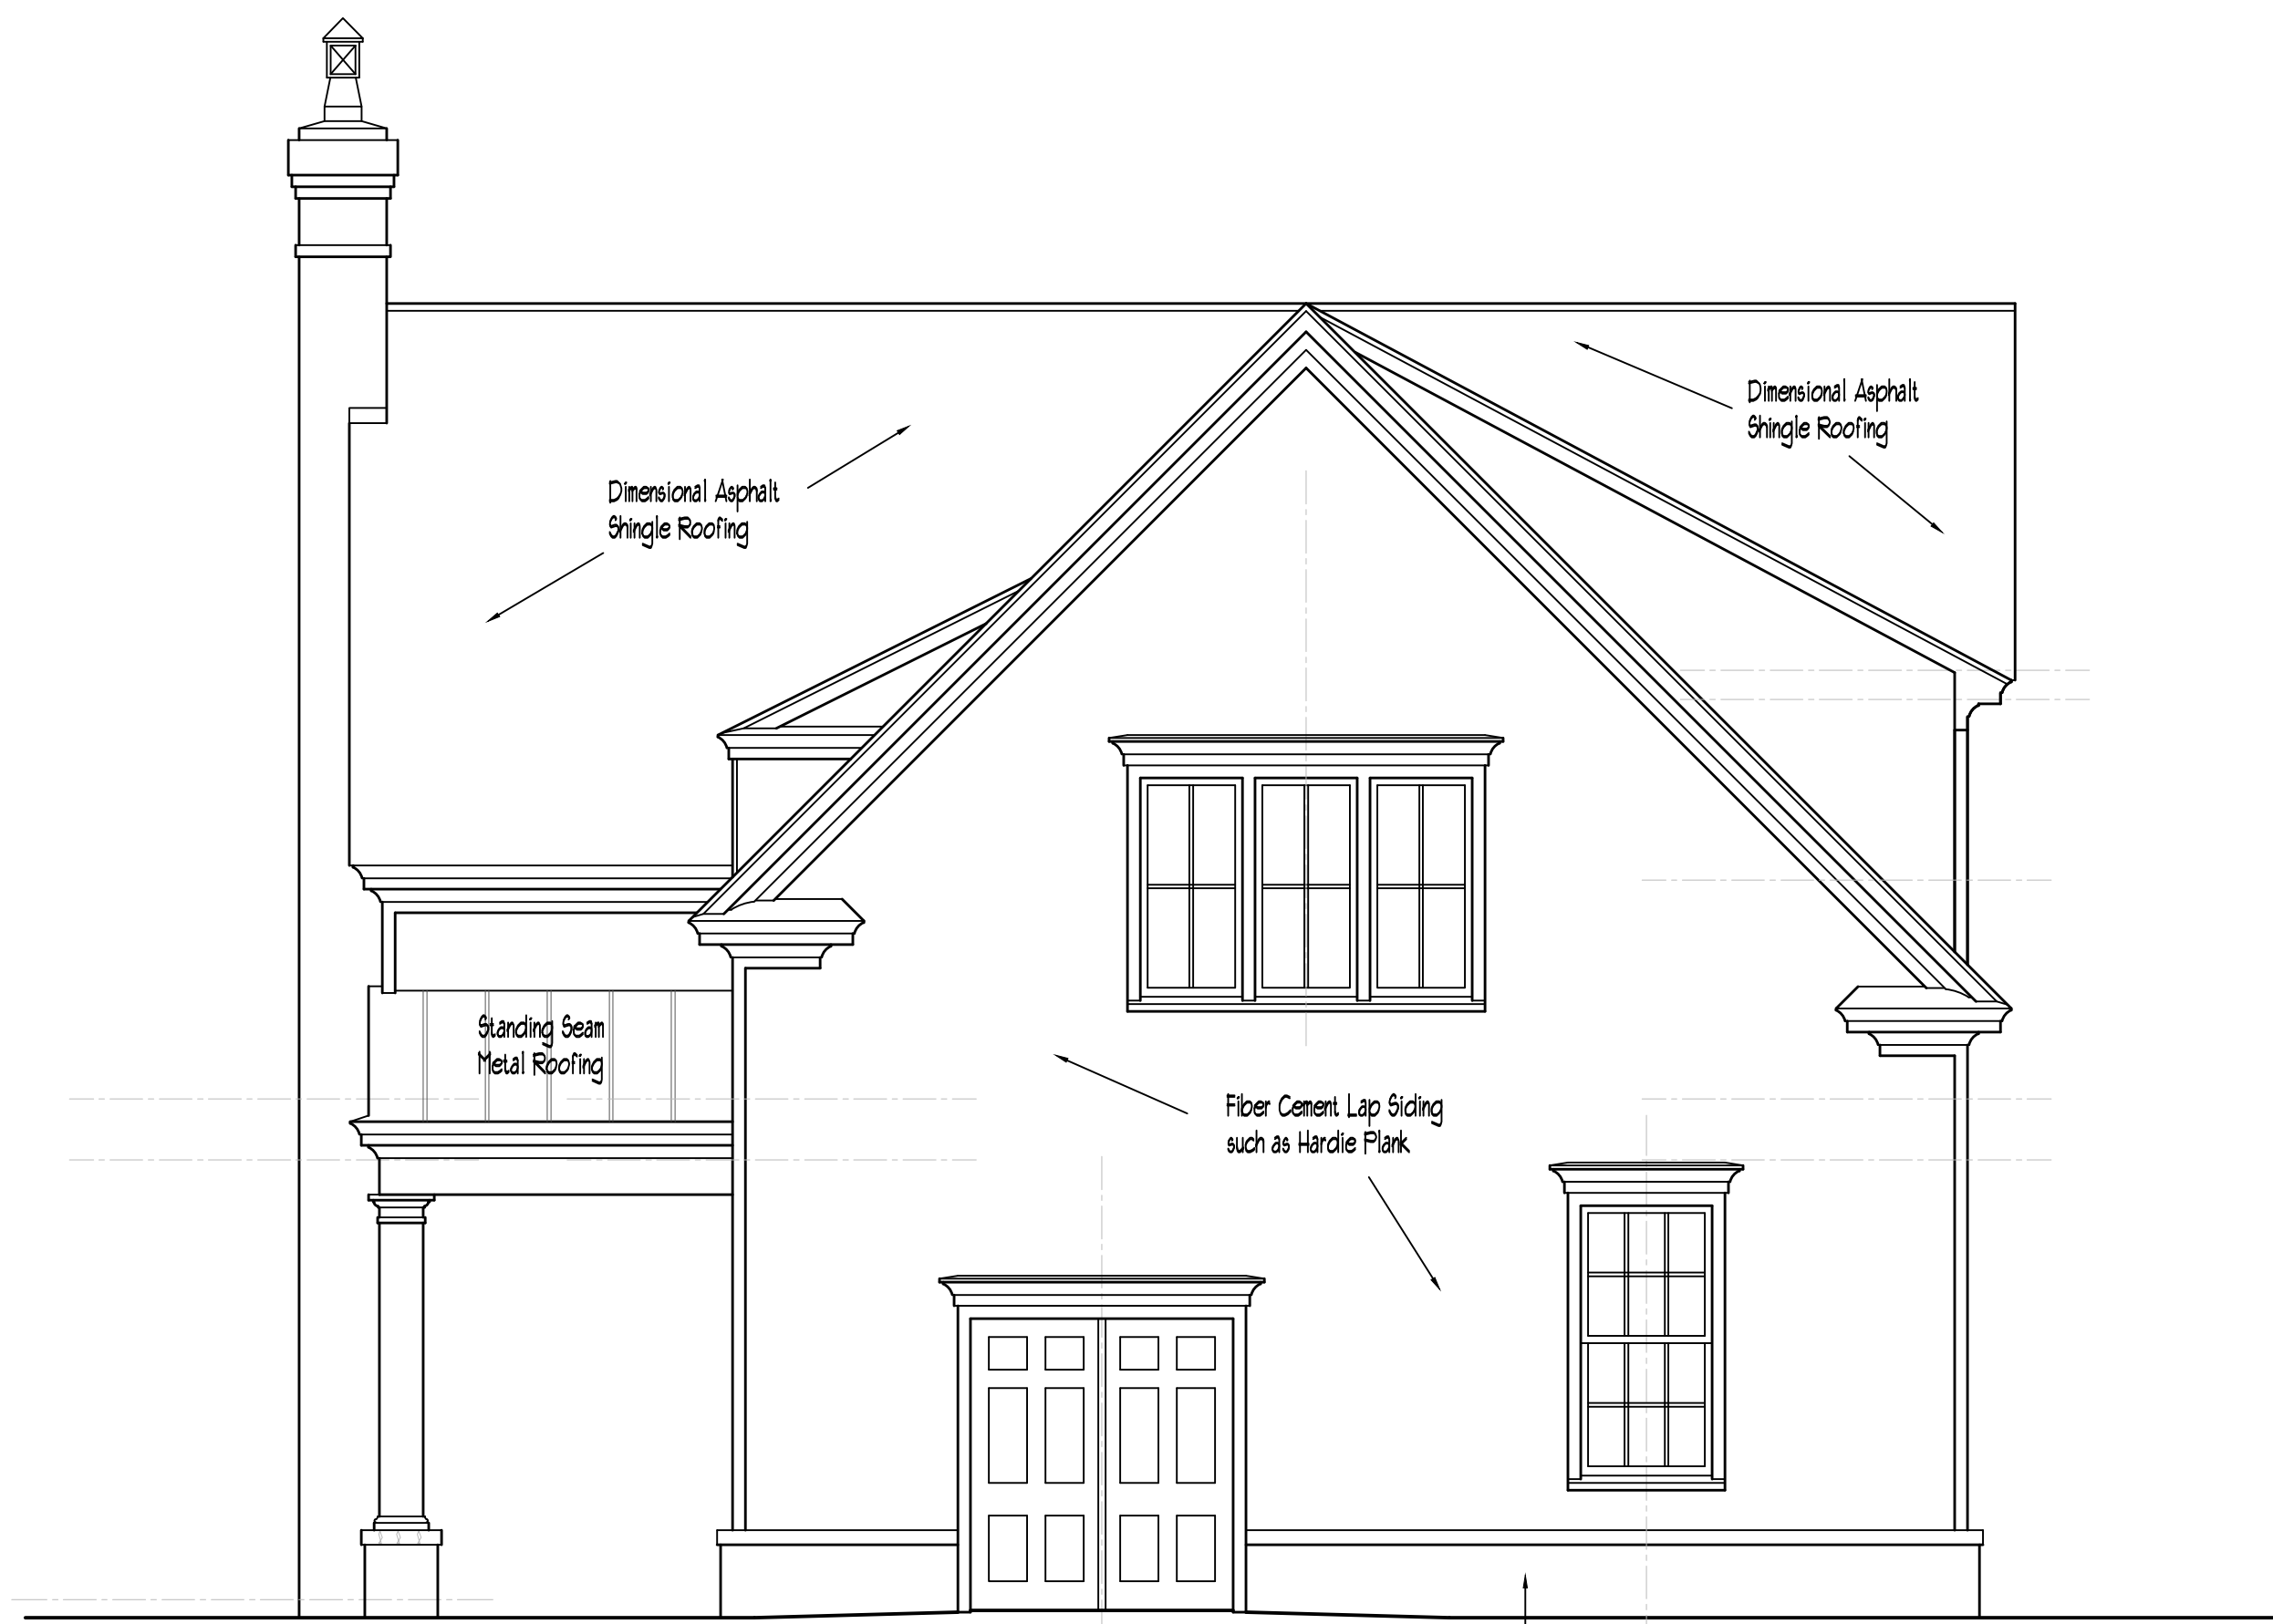 Dimensional Asphalt
Shingle Roofing
Dimensional Asphalt
Shingle Roofing
Standing Seam
Metal Roofing
Fiber Cement Lap Siding
such as Hardie Plank